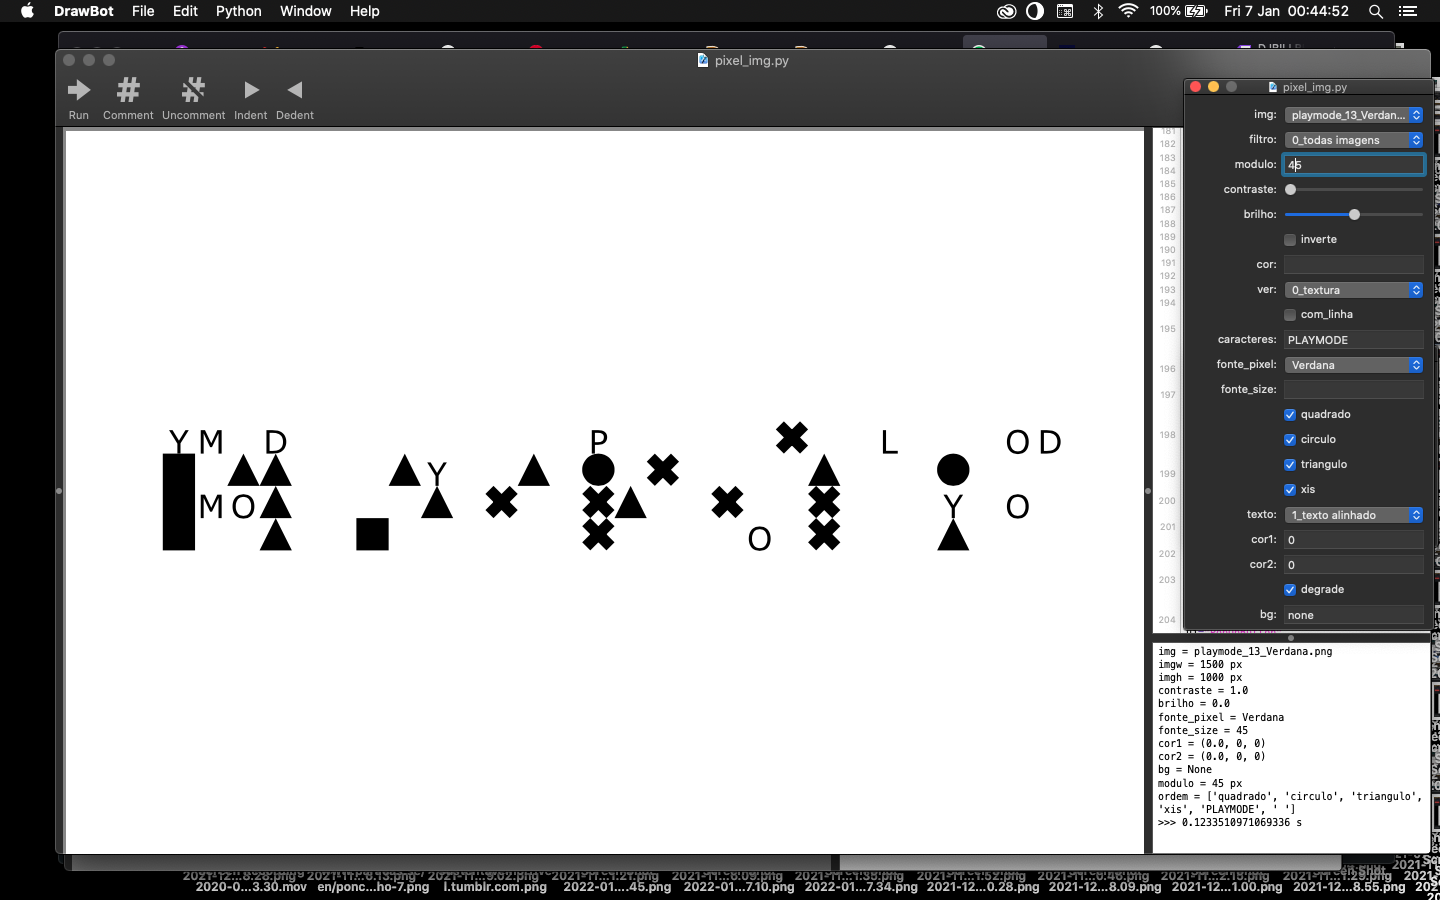 DrawBot File Edit Python Window Help 100% Fri 7 Jan 00:44:52
pixel_img.py
Run Comment Uncomment Indent Dedent
Y M D P L O D
Y
M O Y O
O
181
182
183
184
185
186
187
188
189
190
191
192
193
194
195
196
197
198
199
200
201
202
203
204
pixel_img.py
img: playmode_13_Verdan...
filtro: 0_todas imagens
modulo: 45
contraste:
brilho:
inverte
cor:
ver: 0_textura
com_linha
caracteres: PLAYMODE
fonte_pixel: Verdana
fonte_size:
quadrado
circulo
triangulo
xis
texto: 1_texto alinhado
cor1: 0
cor2: 0
degrade
bg: none
img = playmode_13_Verdana.png
imgw = 1500 px
imgh = 1000 px
contraste = 1.0
brilho = 0.0
fonte_pixel = Verdana
fonte_size = 45
cor1 = (0.0, 0, 0)
cor2 = (0.0, 0, 0)
bg = None
modulo = 45 px
ordem = ['quadrado', 'circulo', 'triangulo',
'xis', 'PLAYMODE', ' ']
>>> 0.1233510971069336 s
2020-0...3.30.mov en/ponc...ho-7.png i.tumblr.com.png 2022-01....45.png 2022-01...7.10.png 2022-01...7.34.png 2021-12...0.28.png 2021-12...8.09.png 2021-12...1.00.png 2021-12...8.55.png